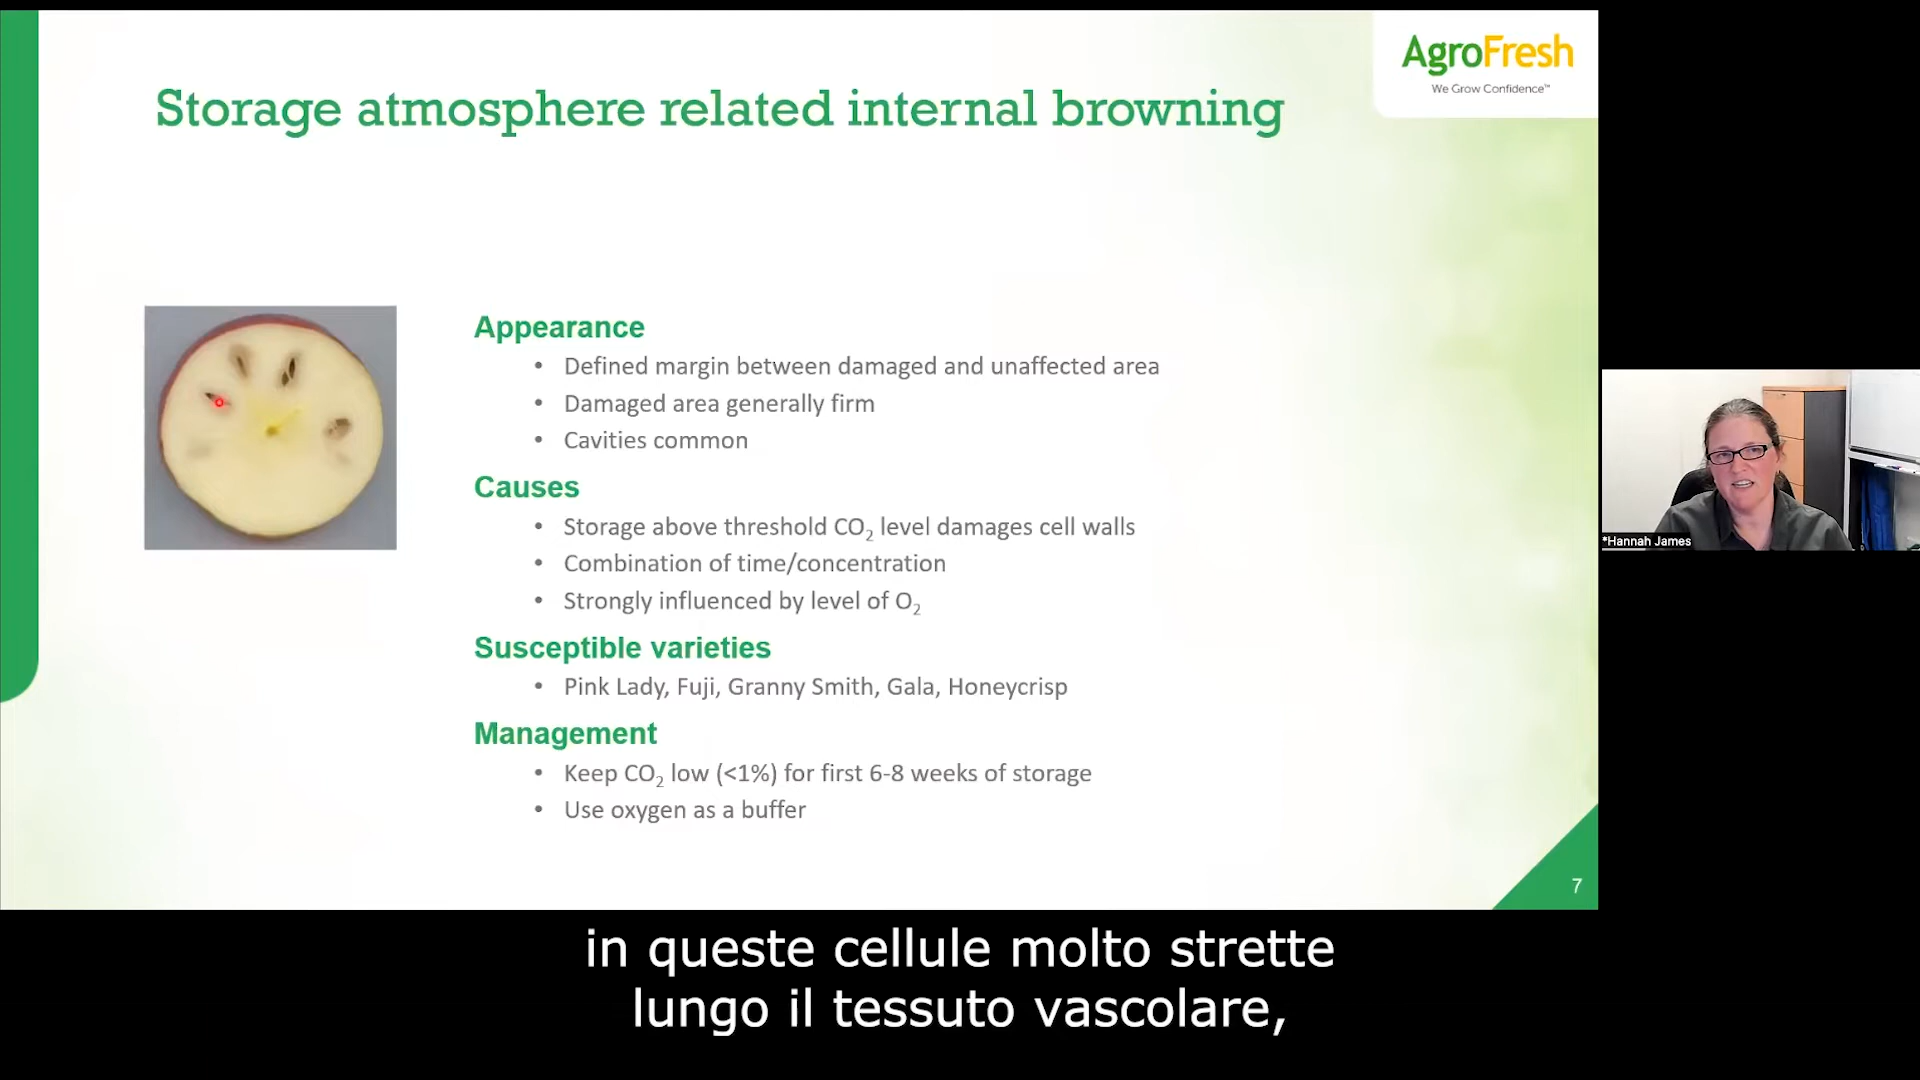 AgroFresh
We Grow Confidence™
Storage atmosphere related internal browning
Appearance
• Defined margin between damaged and unaffected area
• Damaged area generally firm
• Cavities common
Causes
• Storage above threshold CO₂ level damages cell walls
• Combination of time/concentration
• Strongly influenced by level of O₂
Susceptible varieties
• Pink Lady, Fuji, Granny Smith, Gala, Honeycrisp
Management
• Keep CO₂ low (<1%) for first 6-8 weeks of storage
• Use oxygen as a buffer
7
*Hannah James
in queste cellule molto strette
lungo il tessuto vascolare,